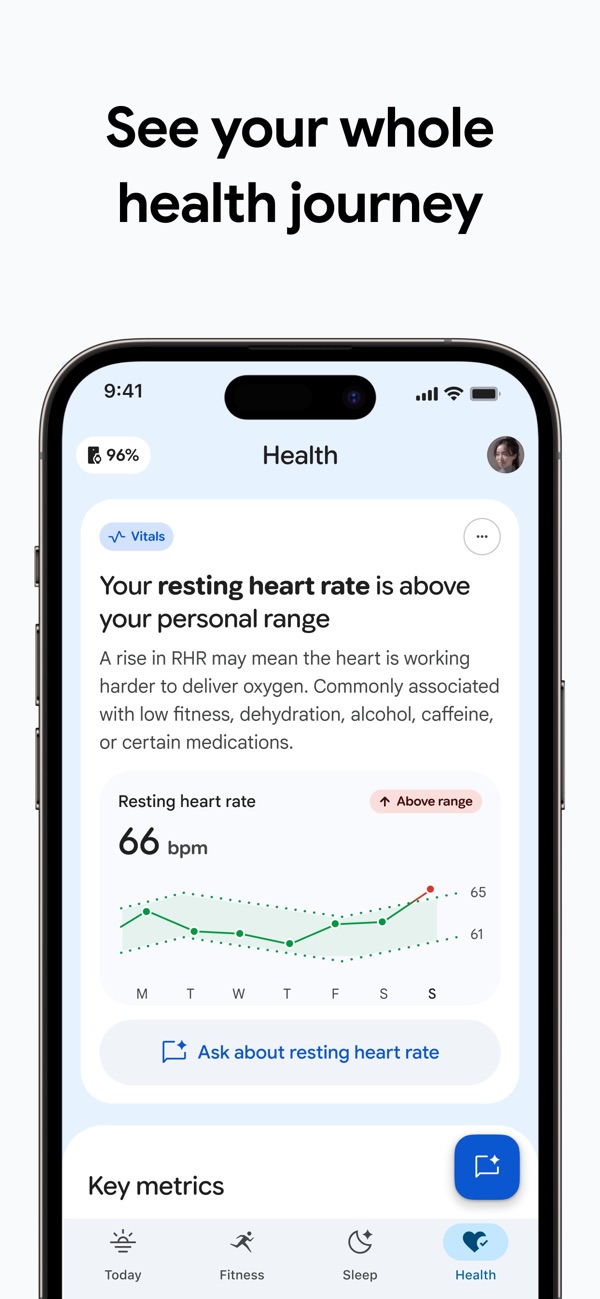 See your whole
health journey
9:41
96%
Health
Vitals
Your resting heart rate is above
your personal range
A rise in RHR may mean the heart is working
harder to deliver oxygen. Commonly associated
with low fitness, dehydration, alcohol, caffeine,
or certain medications.
Resting heart rate
Above range
66 bpm
65
61
M T W T F S S
Ask about resting heart rate
Key metrics
Today Fitness Sleep Health